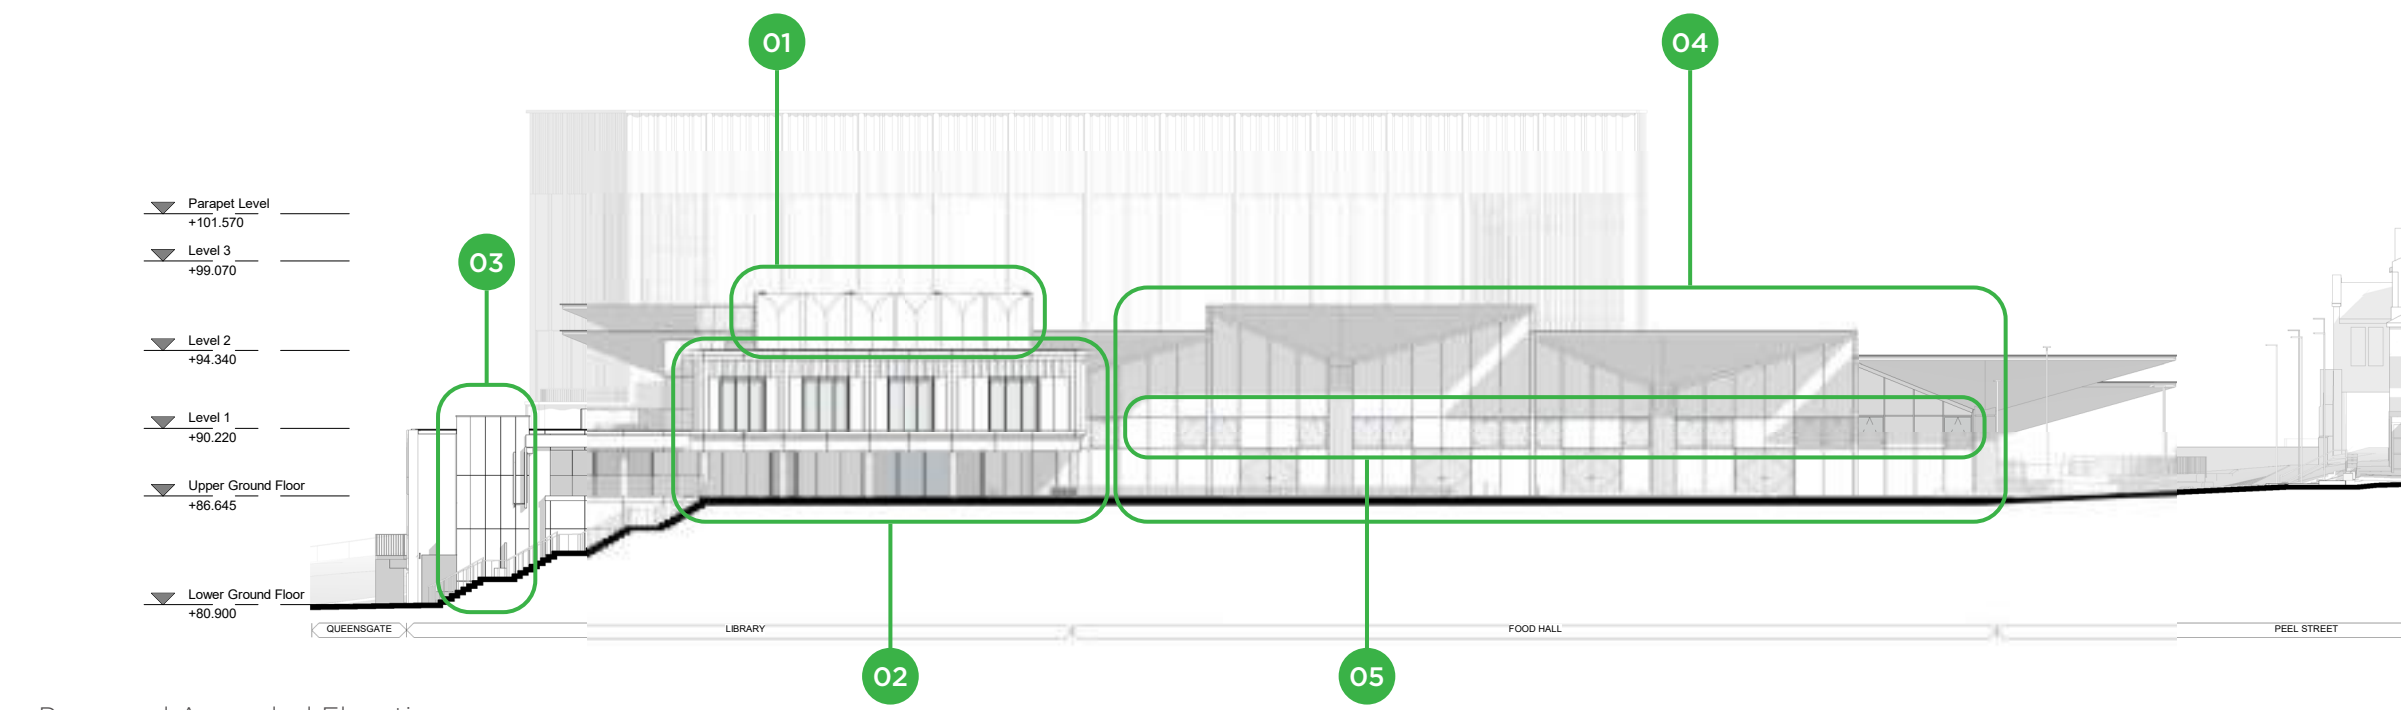 01
04
03
Parapet Level
+101.570
Level 3
+99.070
Level 2
+94.340
Level 1
+90.220
Upper Ground Floor
+86.645
Lower Ground Floor
+80.900
QUEENSGATE
LIBRARY
FOOD HALL
PEEL STREET
02
05